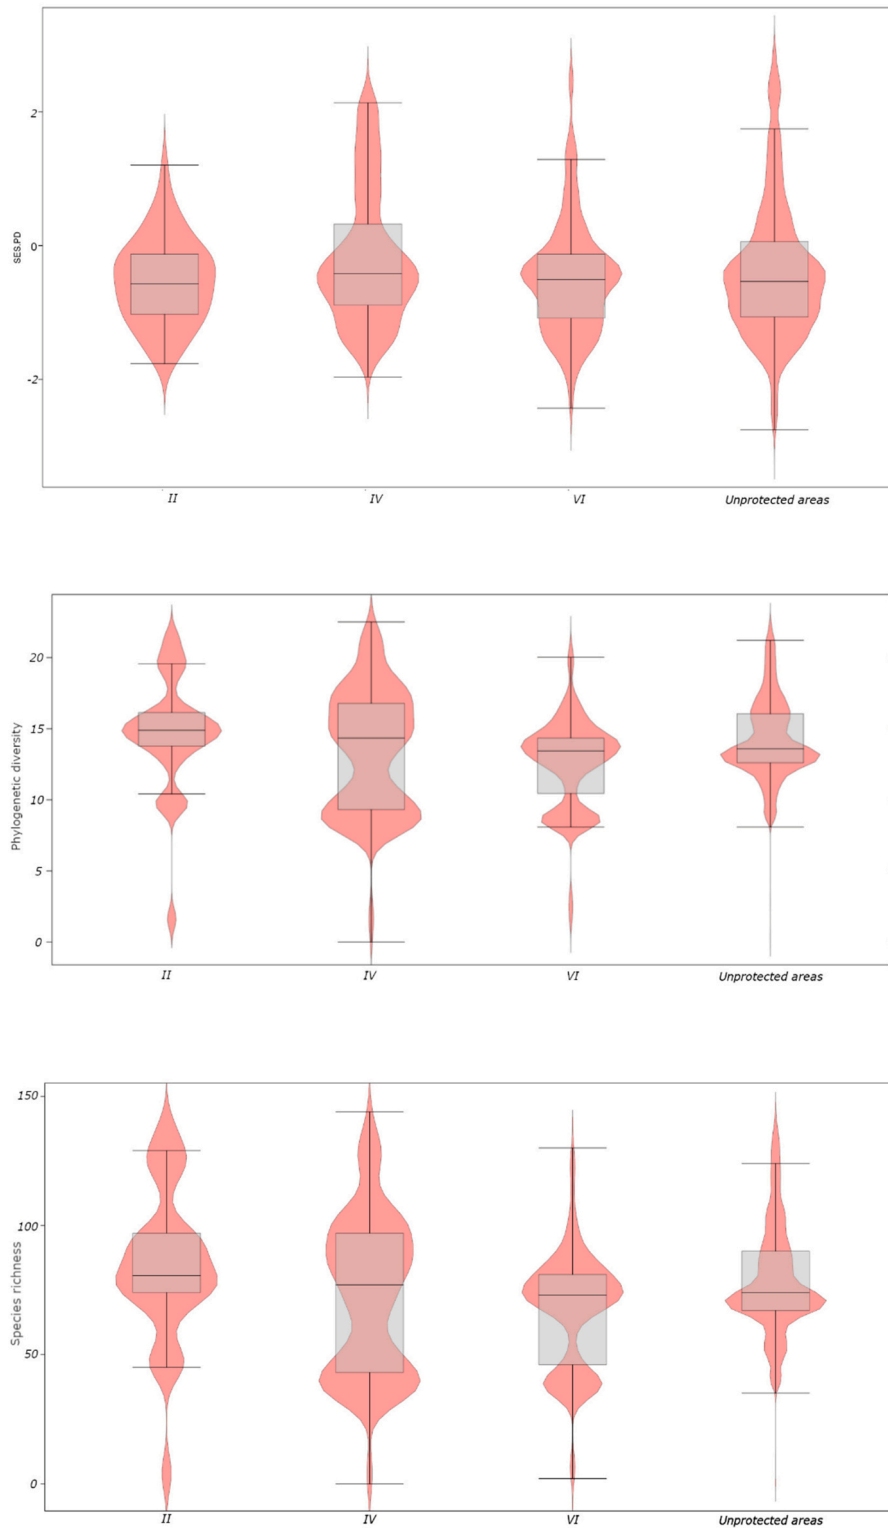 2
SES.PD
0
-2
II IV VI Unprotected areas
20
15
Phylogenetic diversity
10
5
0
II IV VI Unprotected areas
150
Species richness
100
50
0
II IV VI Unprotected areas